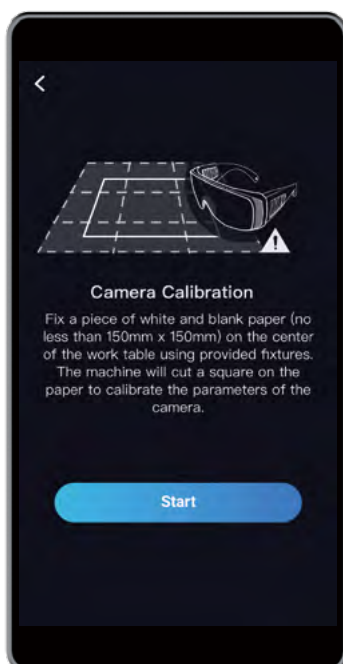 Camera Calibration
Fix a piece of white and blank paper (no
less than 150mm x 150mm) on the center
of the work table using provided fixtures.
The machine will cut a square on the
paper to calibrate the parameters of the
camera.
Start